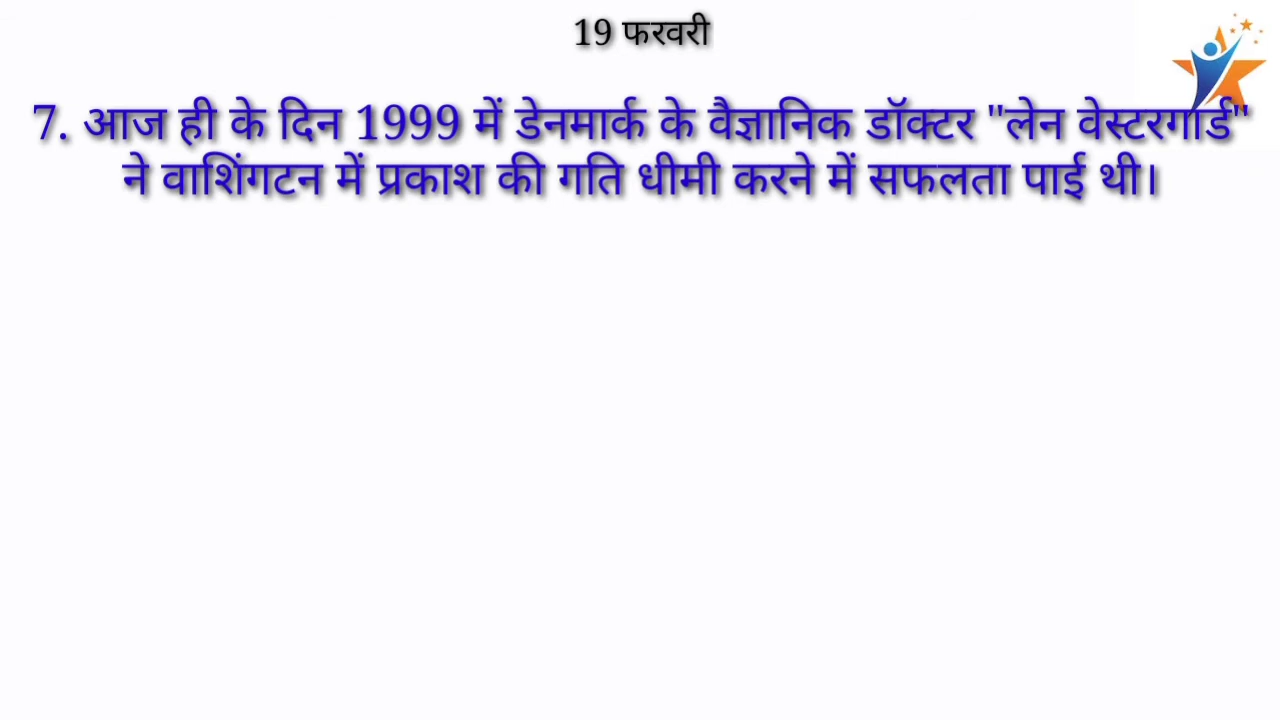 19 फरवरी
7. आज ही के दिन 1999 में डेनमार्क के वैज्ञानिक डॉक्टर "लेन वेस्टरगार्ड"
ने वाशिंगटन में प्रकाश की गति धीमी करने में सफलता पाई थी।